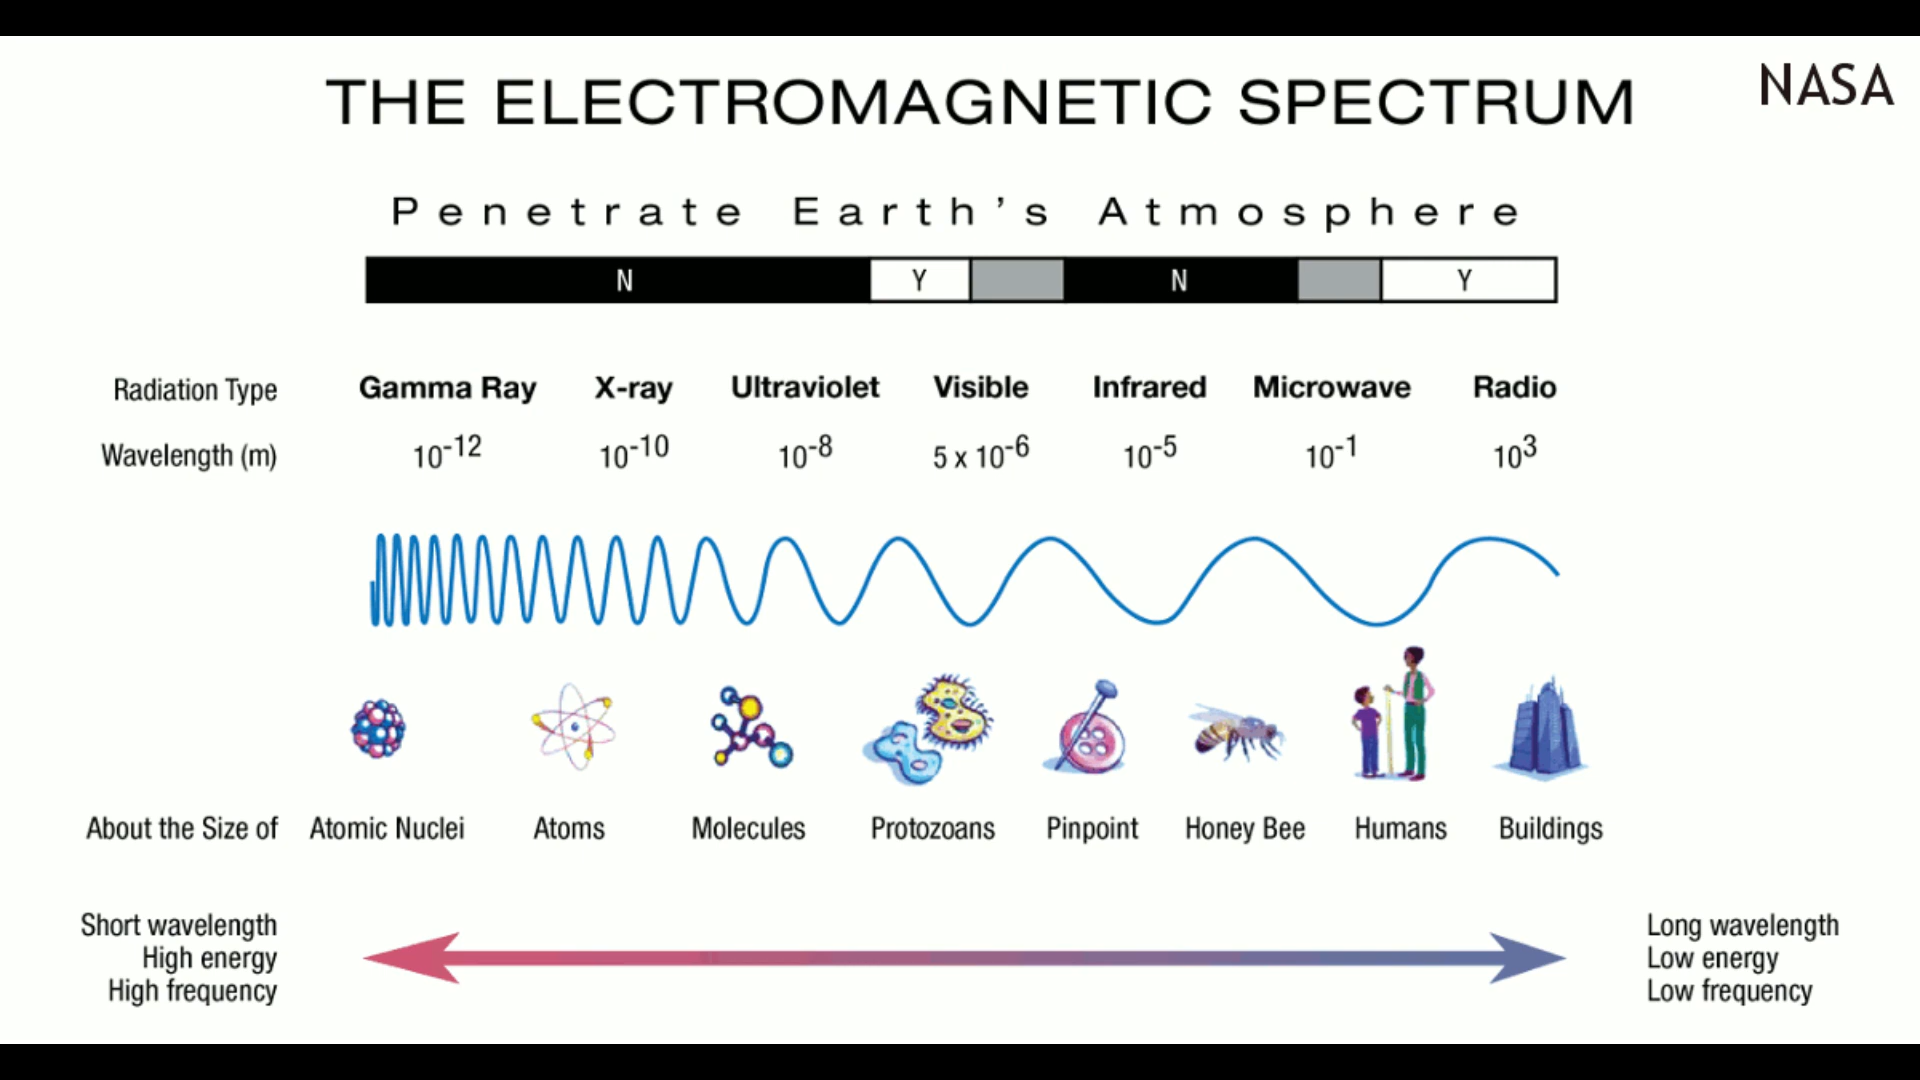 NASA
THE ELECTROMAGNETIC SPECTRUM
Penetrate Earth's Atmosphere
N Y N Y
Radiation Type Gamma Ray X-ray Ultraviolet Visible Infrared Microwave Radio
Wavelength (m) 10⁻¹² 10⁻¹⁰ 10⁻⁸ 5 x 10⁻⁶ 10⁻⁵ 10⁻¹ 10³
About the Size of Atomic Nuclei Atoms Molecules Protozoans Pinpoint Honey Bee Humans Buildings
Short wavelength
High energy
High frequency
Long wavelength
Low energy
Low frequency